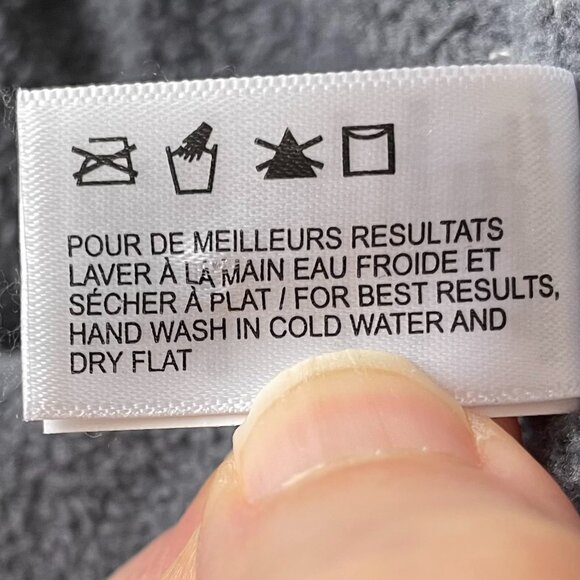 POUR DE MEILLEURS RESULTATS
LAVER À LA MAIN EAU FROIDE ET
SÉCHER À PLAT / FOR BEST RESULTS,
HAND WASH IN COLD WATER AND
DRY FLAT